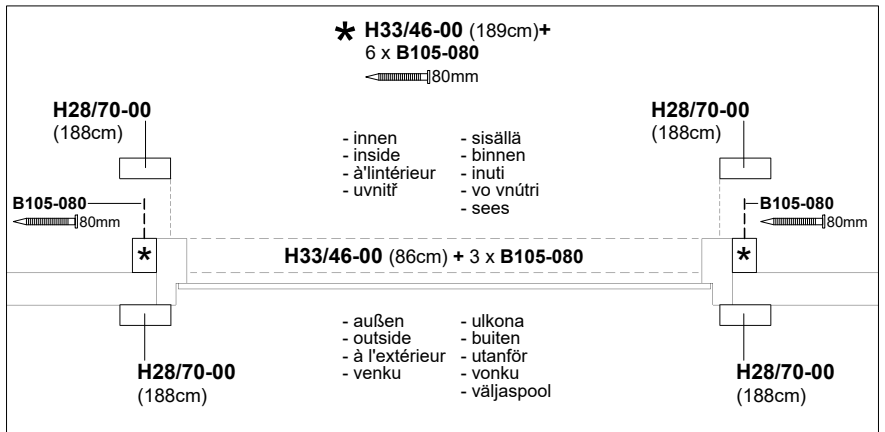 * H33/46-00 (189cm)+
6 x B105-080
80mm
H28/70-00
(188cm)
H28/70-00
(188cm)
- innen
- inside
- à'lintérieur
- uvnitř
- sisällä
- binnen
- inuti
- vo vnútri
- sees
B105-080
80mm
B105-080
80mm
*
*
H33/46-00 (86cm) + 3 x B105-080
- außen
- outside
- à l'extérieur
- venku
- ulkona
- buiten
- utanför
- vonku
- väljaspool
H28/70-00
(188cm)
H28/70-00
(188cm)